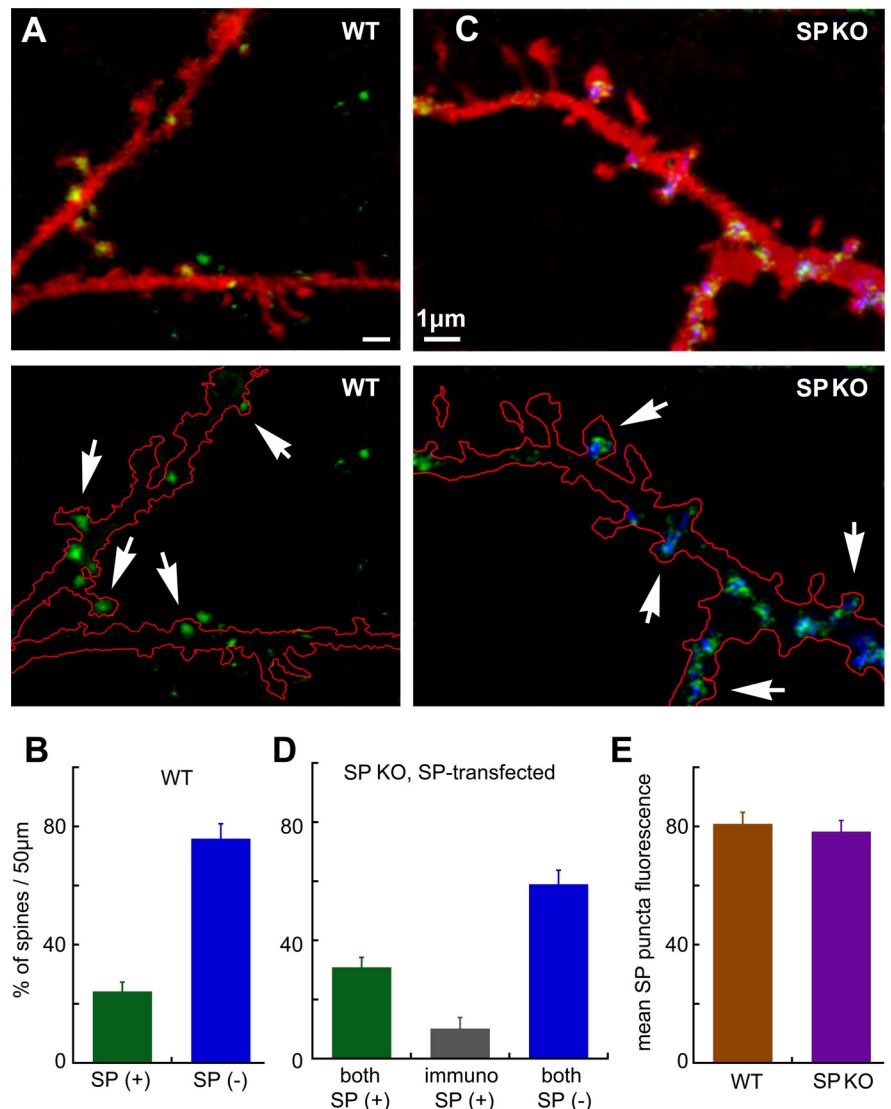 A
WT
C
SP KO
1µm
WT
SP KO
B
WT
% of spines / 50µm
80
40
0
SP (+)
SP (-)
D
SP KO, SP-transfected
80
40
0
both
SP (+)
immuno
SP (+)
both
SP (-)
E
mean SP puncta fluorescence
80
40
0
WT
SP KO